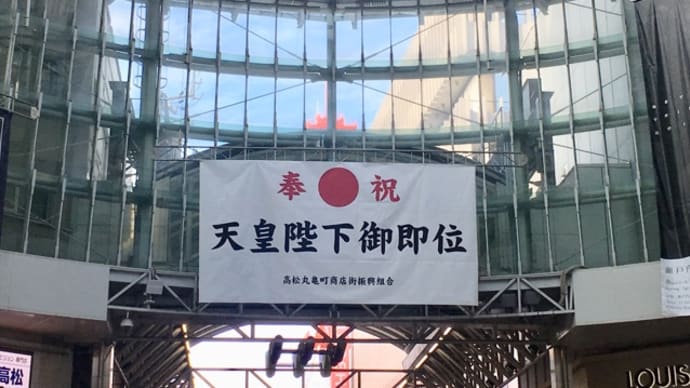 奉 祝
天皇陛下御即位
高松丸亀町商店街振興組合
高松
LOUIS